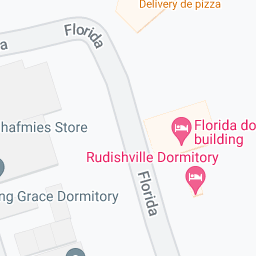 Delivery de pizza
Florida
a
hafmies Store
Florida do
building
Rudishville Dormitory
ng Grace Dormitory
Florida